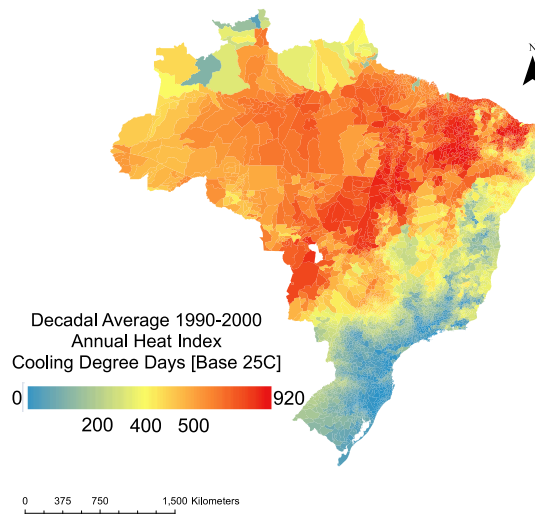 N
Decadal Average 1990-2000
Annual Heat Index
Cooling Degree Days [Base 25C]
0 920
200 400 500
0 375 750 1,500 Kilometers